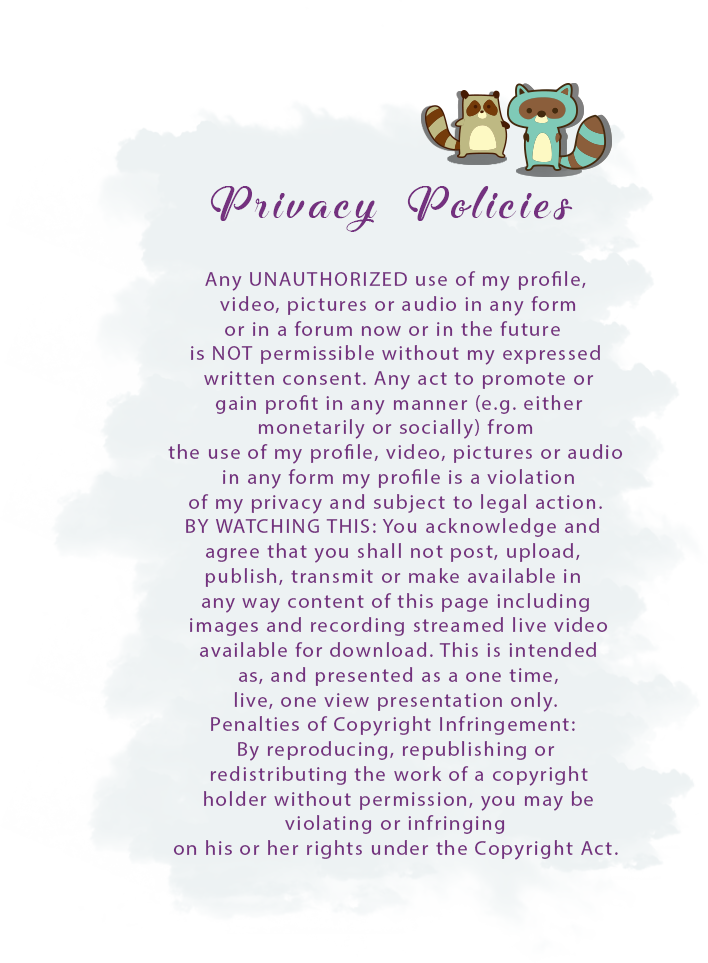 Privacy Policies
Any UNAUTHORIZED use of my profile,
video, pictures or audio in any form
or in a forum now or in the future
is NOT permissible without my expressed
written consent. Any act to promote or
gain profit in any manner (e.g. either
monetarily or socially) from
the use of my profile, video, pictures or audio
in any form my profile is a violation
of my privacy and subject to legal action.
BY WATCHING THIS: You acknowledge and
agree that you shall not post, upload,
publish, transmit or make available in
any way content of this page including
images and recording streamed live video
available for download. This is intended
as, and presented as a one time,
live, one view presentation only.
Penalties of Copyright Infringement:
By reproducing, republishing or
redistributing the work of a copyright
holder without permission, you may be
violating or infringing
on his or her rights under the Copyright Act.